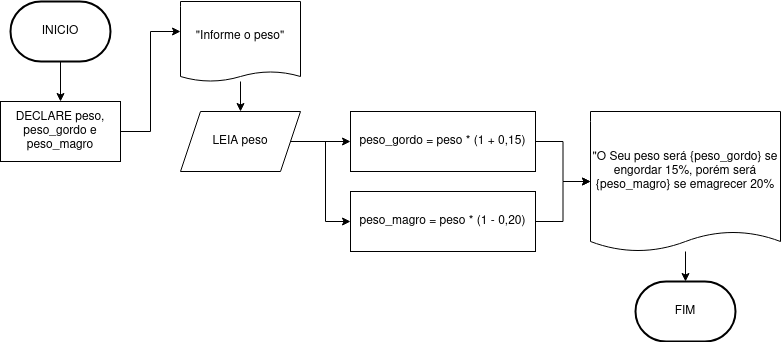 INICIO
DECLARE peso,
peso_gordo e
peso_magro
"Informe o peso"
LEIA peso
peso_gordo = peso * (1 + 0,15)
peso_magro = peso * (1 - 0,20)
"O Seu peso será {peso_gordo} se
engordar 15%, porém será
{peso_magro} se emagrecer 20%
FIM